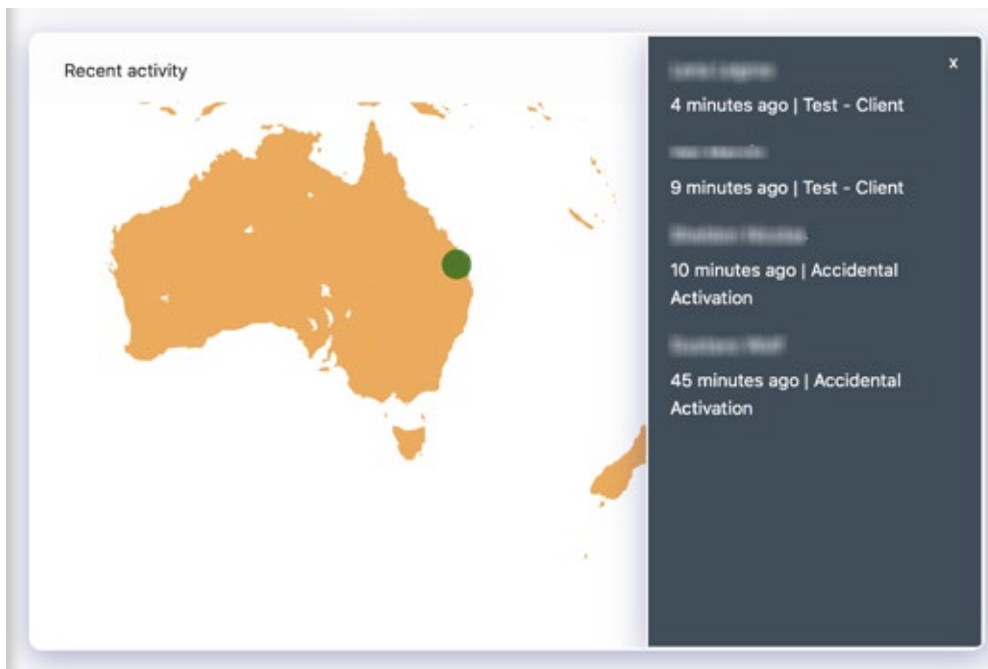 Recent activity
x
4 minutes ago | Test - Client
9 minutes ago | Test - Client
10 minutes ago | Accidental
Activation
45 minutes ago | Accidental
Activation